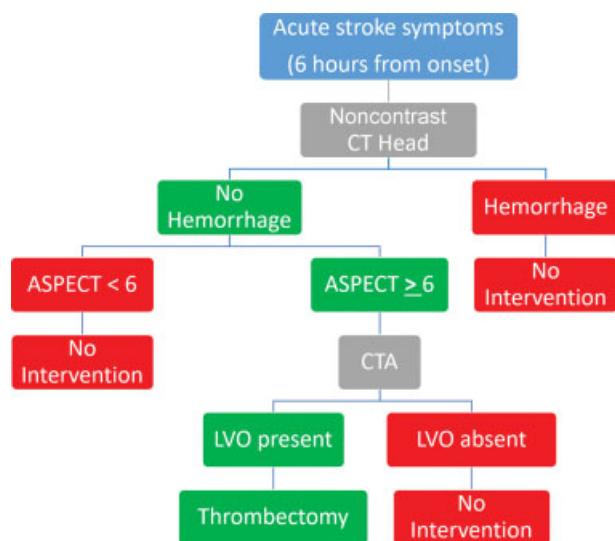 Acute stroke symptoms
(6 hours from onset)
Noncontrast
CT Head
No
Hemorrhage
Hemorrhage
ASPECT < 6
ASPECT ≥ 6
No
Intervention
No
Intervention
CTA
LVO present
LVO absent
Thrombectomy
No
Intervention